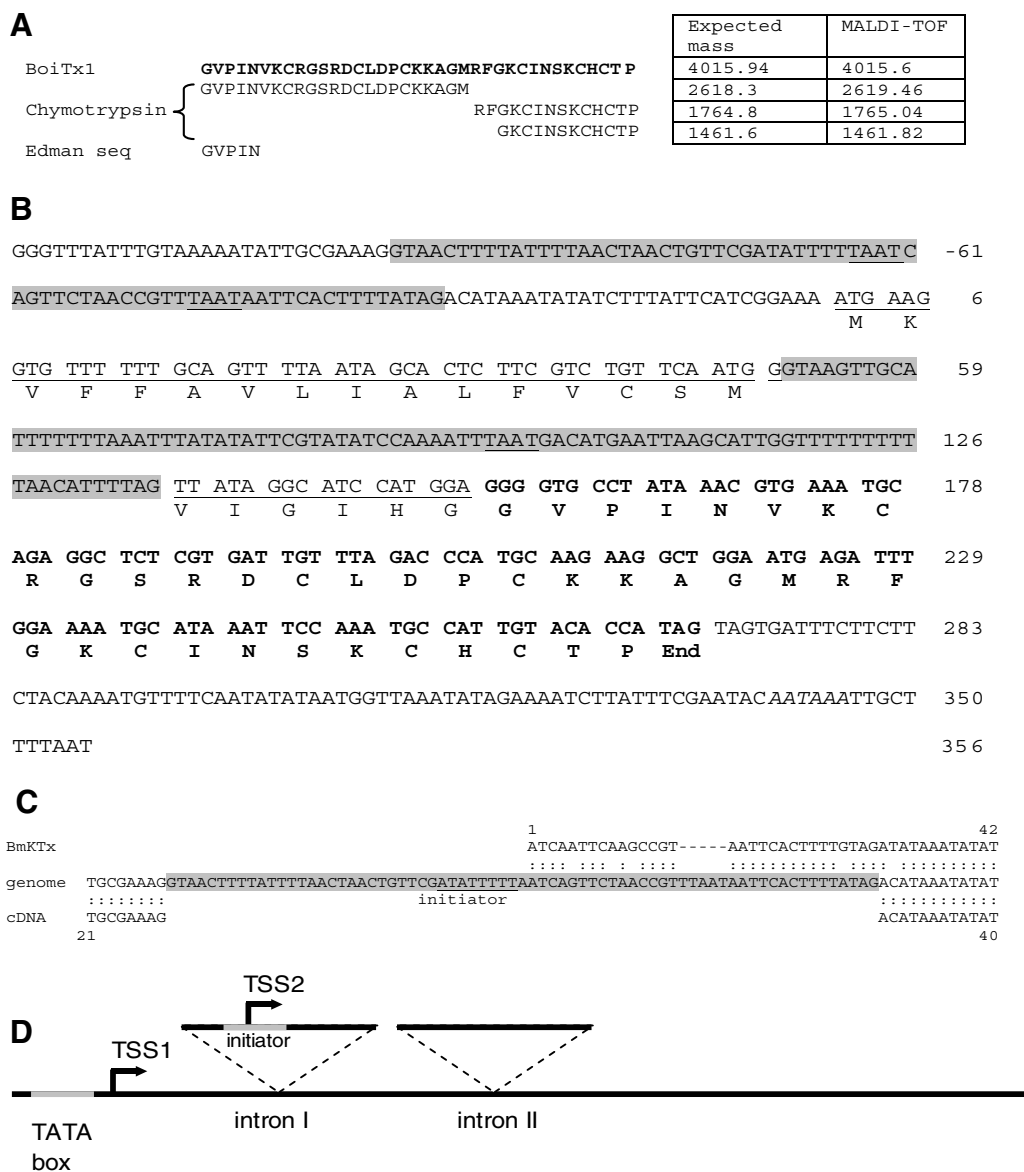 A
Expected mass MALDI-TOF
BoiTx1 GVPINVKCRGSRDCLDPCKKAGMRFGKCINSKCHCTP 4015.94 4015.6
GVPINVKCRGSRDCLDPCKKAGM 2618.3 2619.46
Chymotrypsin RFGKCINSKCHCTP 1764.8 1765.04
GKCINSKCHCTP 1461.6 1461.82
Edman seq GVPIN
B
GGGTTTATTTGTAAAAATATTGCGAAAGGTAACTTTTATTTTAACTAACTGTTCGATATTTTTTAATC -61
AGTTCTAACCGTTTAATAATTCACTTTTATAGACATAAATATATCTTTATTCATCGGAAA ATG AAG 6
M K
GTG TTT TTT GCA GTT TTA ATA GCA CTC TTC GTC TGT TCA ATG GGTAAGTTGCA 59
V F F A V L I A L F V C S M
TTTTTTTAAATTTATATATTCGTATATCCAAAATTTAATGACATGAATTAAGCATTGGTTTTTTTTTT 126
TAACATTTTAG TT ATA GGC ATC CAT GGA GGG GTG CCT ATA AAC GTG AAA TGC 178
V I G I H G G V P I N V K C
AGA GGC TCT CGT GAT TGT TTA GAC CCA TGC AAG AAG GCT GGA ATG AGA TTT 229
R G S R D C L D P C K K A G M R F
GGA AAA TGC ATA AAT TCC AAA TGC CAT TGT ACA CCA TAG TAGTGATTTCTTCTT 283
G K C I N S K C H C T P End
CTACAAAATGTTTTCAATATATAATGGTTAAATATAGAAAATCTTATTTCGAATACAATAAATTGCT 350
TTTAAT 356
C
1 42
BmKTx ATCAATTCAAGCCGT-----AATTCACTTTTGTAGATATAAATATAT
:::: ::: : :::: :::::::::::: ::: ::::::::::
genome TGCGAAAGGTAACTTTTATTTTAACTAACTGTTCGATATTTTTAATCAGTTCTAACCGTTTAATAATTCACTTTTATAGACATAAATATAT
:::::::: initiator ::::::::::::
cDNA TGCGAAAG ACATAAATATAT
21 40
D
TSS2
initiator
TSS1
intron I intron II
TATA
box